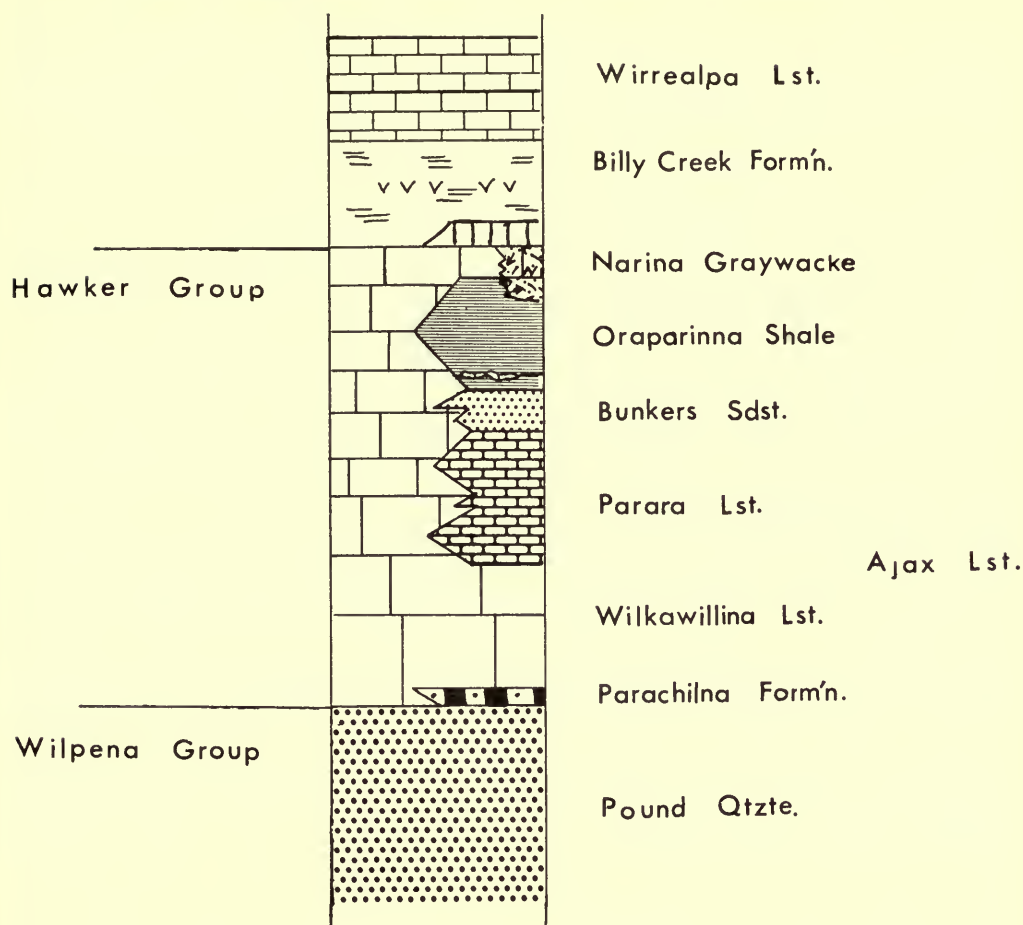 Wirrealpa Lst.
Billy Creek Form'n.
Narina Graywacke
Hawker Group
Oraparinna Shale
Bunkers Sdst.
Parara Lst.
Ajax Lst.
Wilkawillina Lst.
Parachilna Form'n.
Wilpena Group
Pound Qtzte.